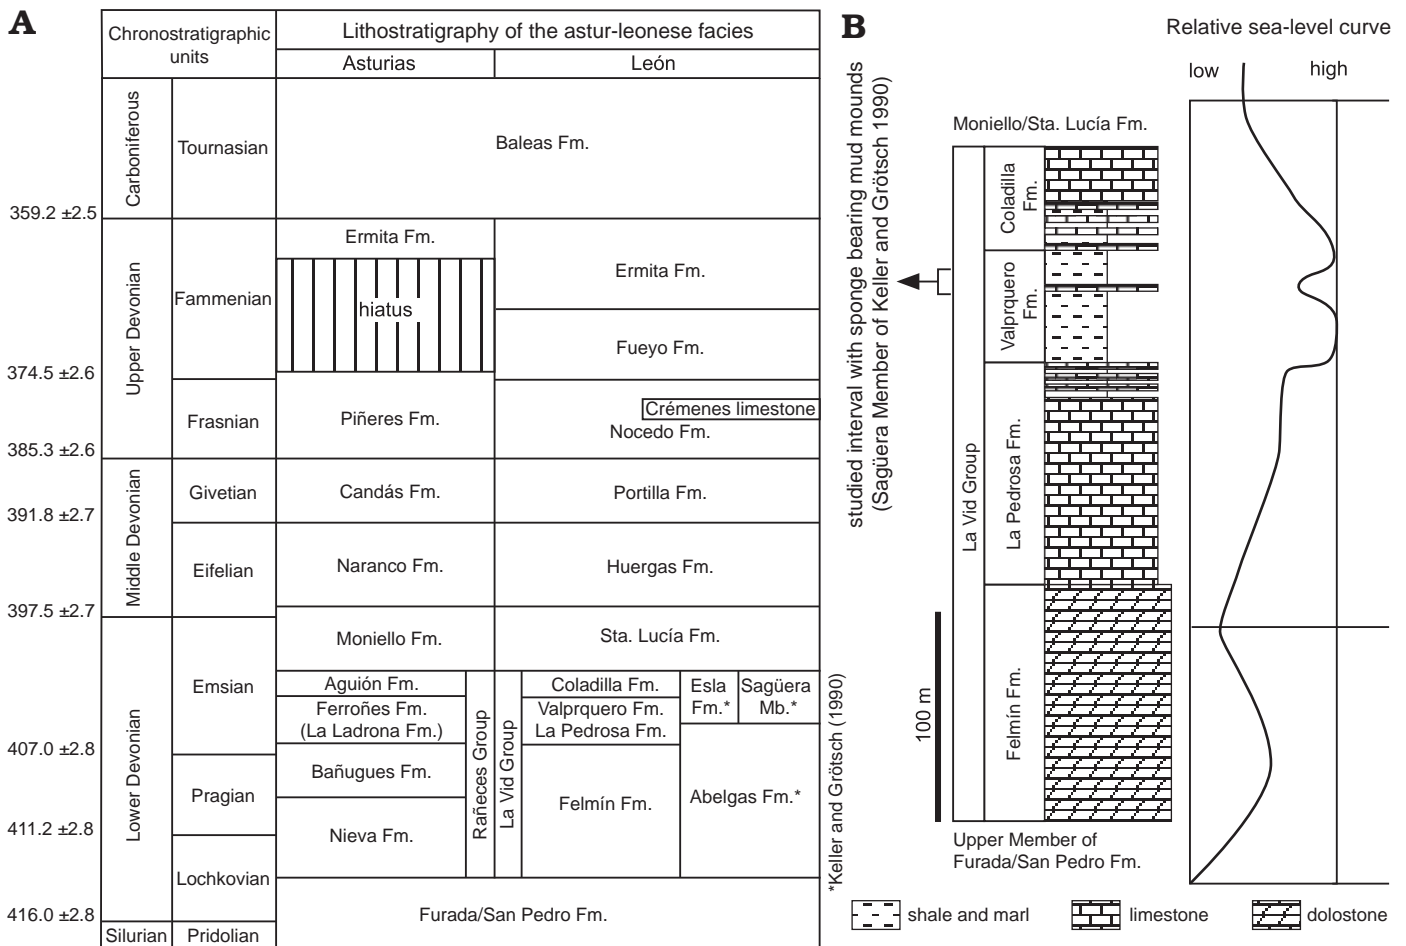 A
Chronostratigraphic
units
Lithostratigraphy of the astur-leonese facies
Asturias
León
Carboniferous
Tournasian
Baleas Fm.
359.2 ±2.5
Upper Devonian
Fammenian
Ermita Fm.
hiatus
Ermita Fm.
Fueyo Fm.
374.5 ±2.6
Frasnian
Piñeres Fm.
Crémenes limestone
Nocedo Fm.
385.3 ±2.6
Middle Devonian
Givetian
Candás Fm.
Portilla Fm.
391.8 ±2.7
Eifelian
Naranco Fm.
Huergas Fm.
397.5 ±2.7
Lower Devonian
Emsian
Moniello Fm.
Sta. Lucía Fm.
Aguión Fm.
Ferroñes Fm.
(La Ladrona Fm.)
Rañeces Group
La Vid Group
Coladilla Fm.
Valprquero Fm.
La Pedrosa Fm.
Esla
Fm.*
Sagüera
Mb.*
407.0 ±2.8
Pragian
Bañugues Fm.
Felmín Fm.
Abelgas Fm.*
411.2 ±2.8
Nieva Fm.
Lochkovian
416.0 ±2.8
Furada/San Pedro Fm.
Silurian
Pridolian
*Keller and Grötsch (1990)
B
Relative sea-level curve
low
high
studied interval with sponge bearing mud mounds
(Sagüera Member of Keller and Grötsch 1990)
Moniello/Sta. Lucía Fm.
La Vid Group
Coladilla
Fm.
Valprquero
Fm.
La Pedrosa Fm.
Felmín Fm.
100 m
Upper Member of
Furada/San Pedro Fm.
shale and marl
limestone
dolostone